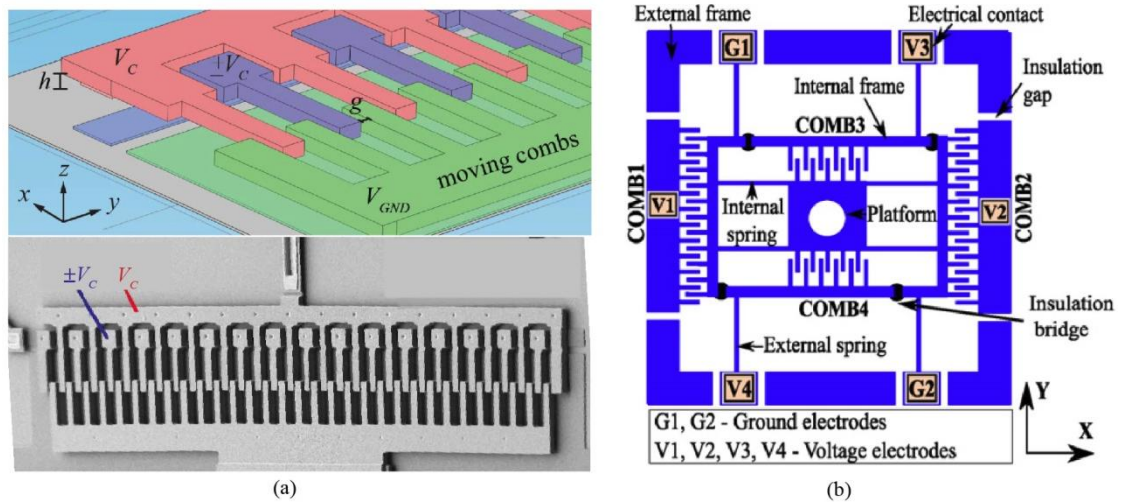 V_C
±V_C
h
g
moving combs
V_GND
z
x
y
±V_C
V_C
(a)
External frame
Electrical contact
G1
V3
Insulation
gap
Internal frame
COMB3
COMB1
V1
V2
COMB2
Internal
spring
Platform
COMB4
Insulation
bridge
External spring
V4
G2
G1, G2 - Ground electrodes
V1, V2, V3, V4 - Voltage electrodes
Y
X
(b)